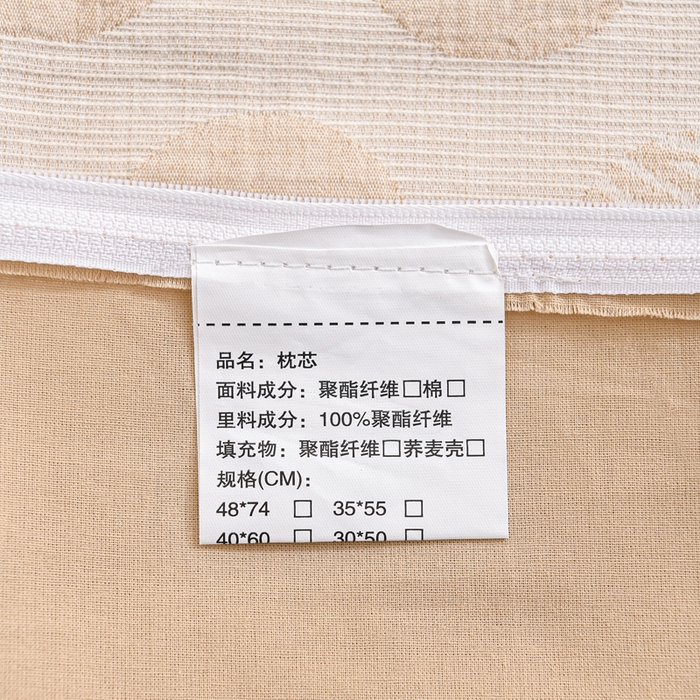 品名：枕芯
面料成分：聚酯纤维□棉□
里料成分：100%聚酯纤维
填充物：聚酯纤维□荞麦壳□
规格(CM)：
48*74 □ 35*55 □
40*60 □ 30*50 □